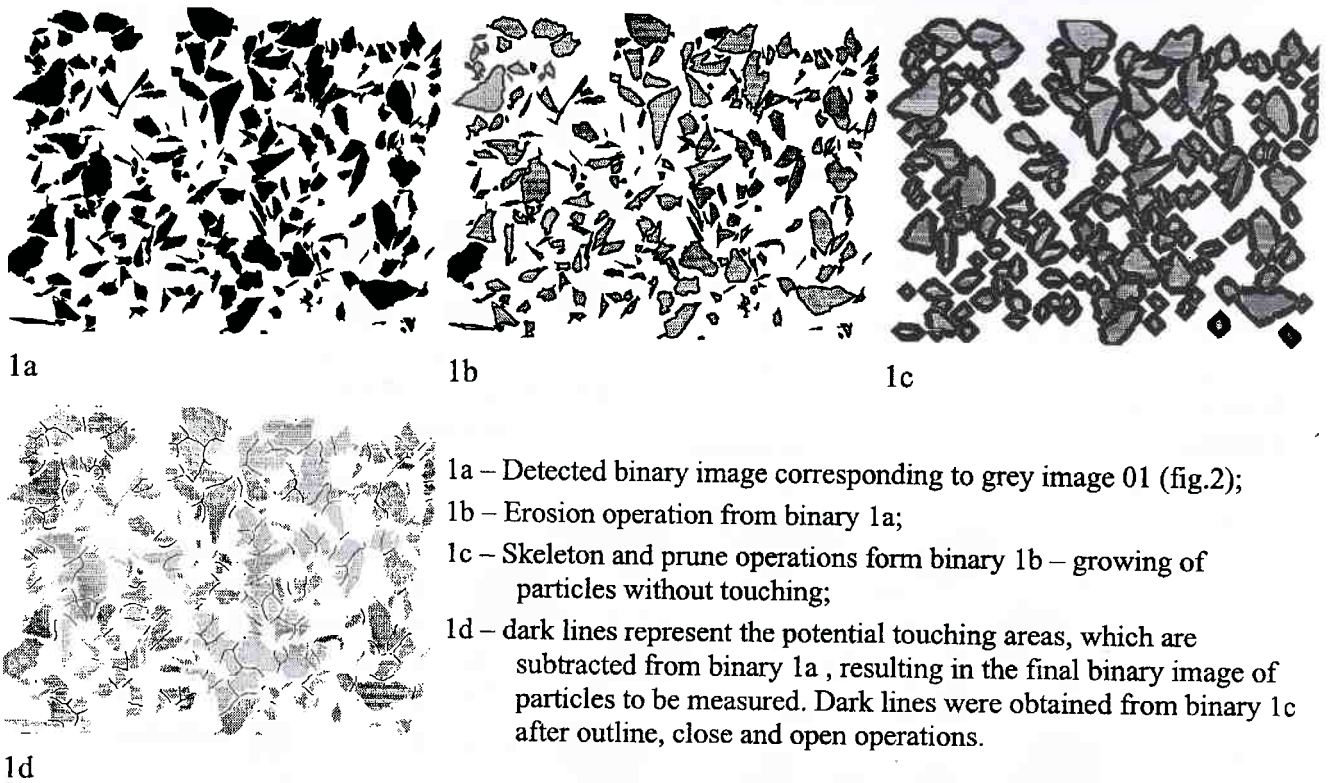 1a
1b
1c
1d
1a – Detected binary image corresponding to grey image 01 (fig.2);
1b – Erosion operation from binary 1a;
1c – Skeleton and prune operations form binary 1b – growing of
particles without touching;
1d – dark lines represent the potential touching areas, which are
subtracted from binary 1a , resulting in the final binary image of
particles to be measured. Dark lines were obtained from binary 1c
after outline, close and open operations.